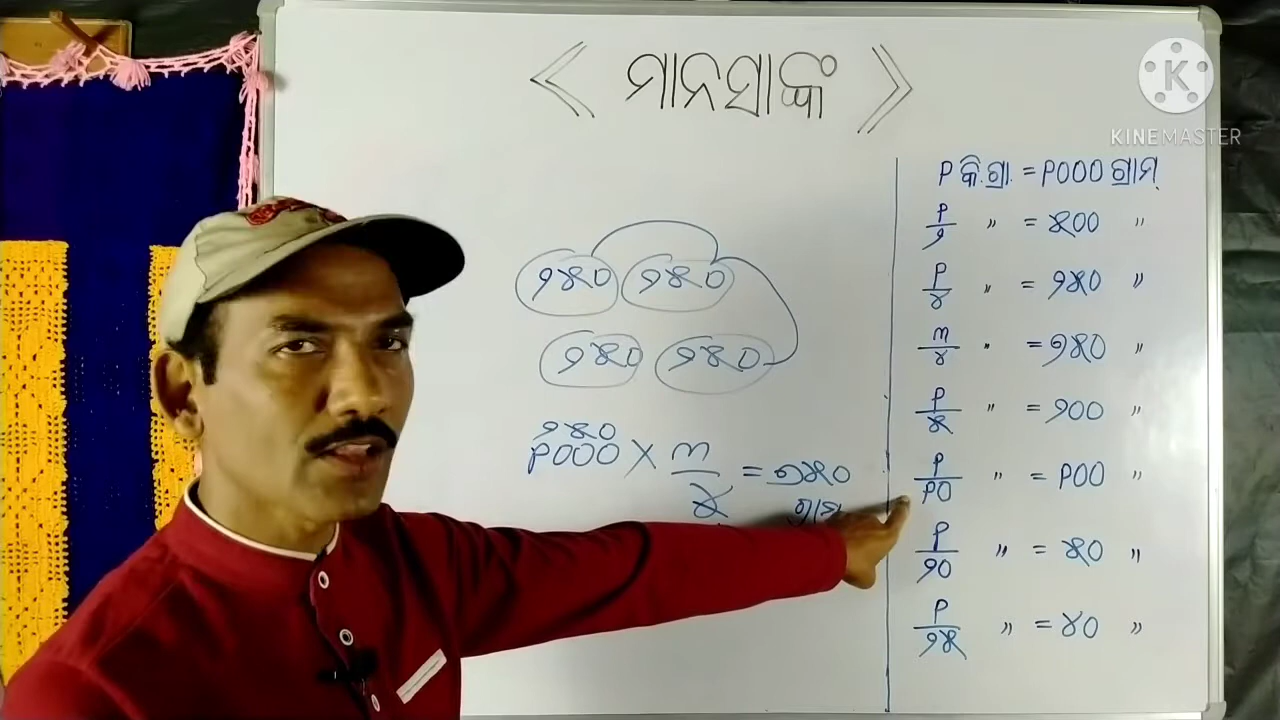 《 ମାନସାଙ୍କ 》
୨୫୦ ୨୫୦
୨୫୦ ୨୫୦
୨୫୦
୧୦୦୦ × ୩/୪ = ୭୫୦
୧ କି.ଗ୍ରା. = ୧୦୦୦ ଗ୍ରାମ୍
୧/୨ " = ୫୦୦ "
୧/୪ " = ୨୫୦ "
୩/୪ " = ୭୫୦ "
୧/୫ " = ୨୦୦ "
୧/୧୦ " = ୧୦୦ "
୧/୨୦ " = ୫୦ "
୧/୨୫ " = ୪୦ "
K
KINEMASTER